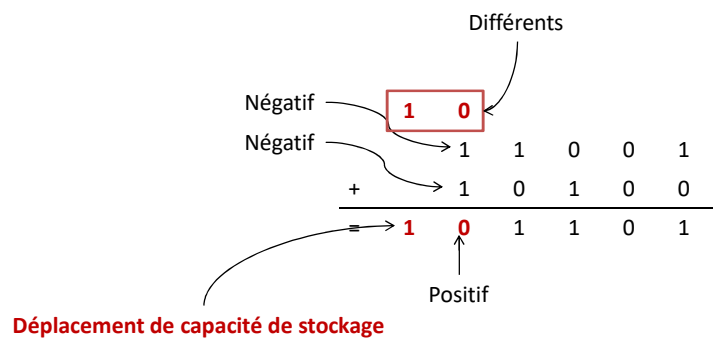 Différents
Négatif 1 0
Négatif 1 1 0 0 1
+ 1 0 1 0 0
= 1 0 1 1 0 1
Positif
Déplacement de capacité de stockage